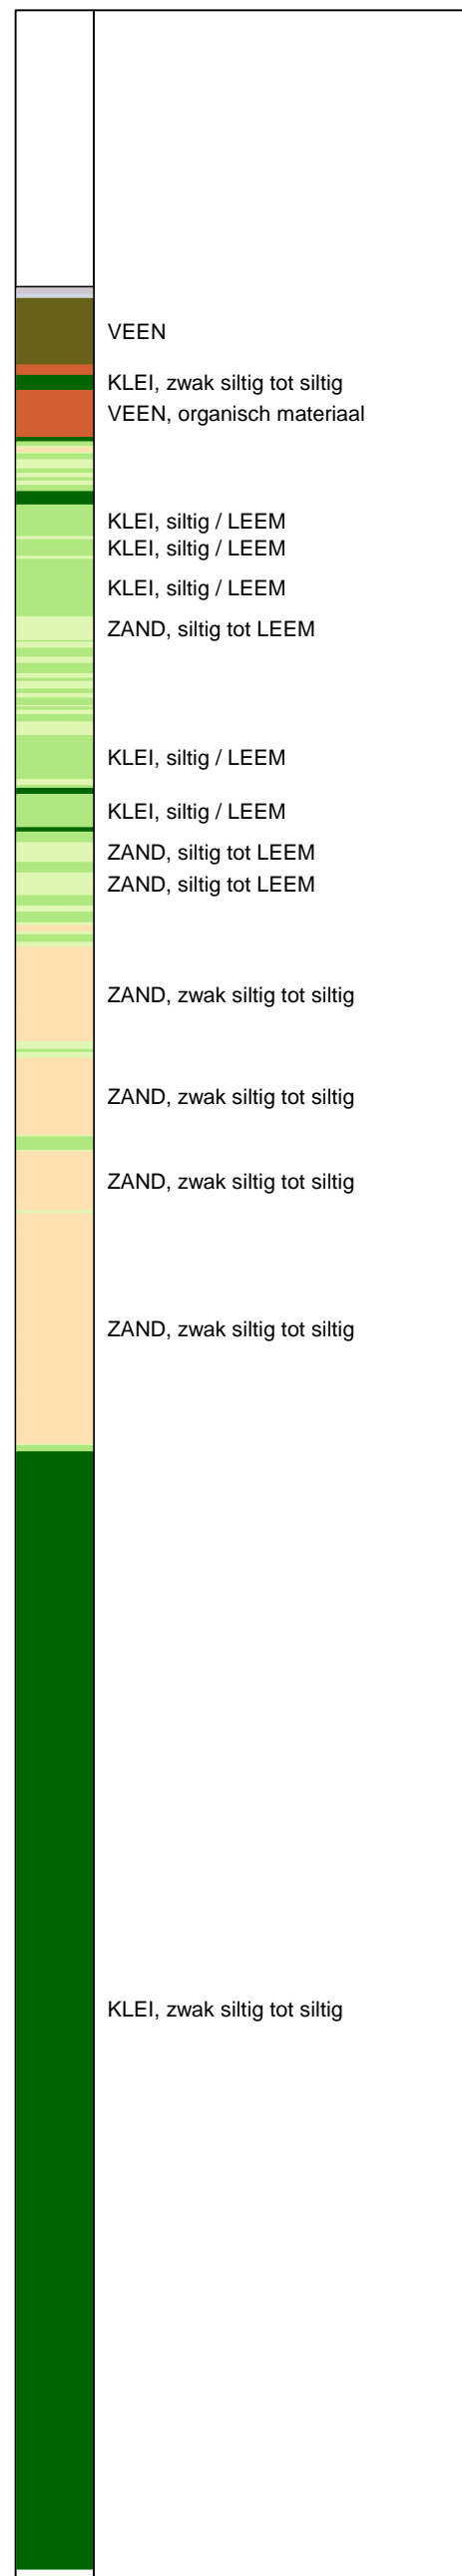 VEEN
KLEI, zwak siltig tot siltig
VEEN, organisch materiaal
KLEI, siltig / LEEM
KLEI, siltig / LEEM
KLEI, siltig / LEEM
ZAND, siltig tot LEEM
KLEI, siltig / LEEM
KLEI, siltig / LEEM
ZAND, siltig tot LEEM
ZAND, siltig tot LEEM
ZAND, zwak siltig tot siltig
ZAND, zwak siltig tot siltig
ZAND, zwak siltig tot siltig
ZAND, zwak siltig tot siltig
KLEI, zwak siltig tot siltig